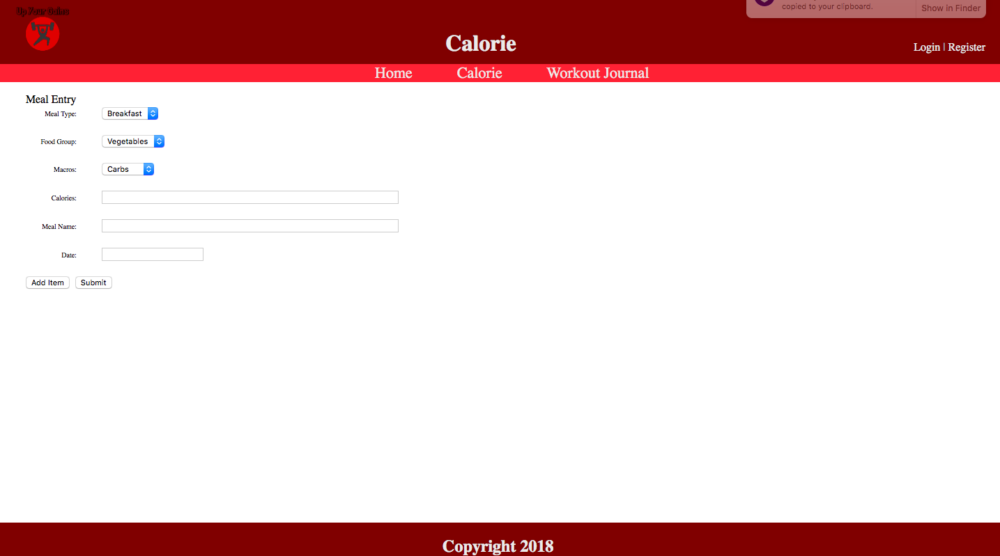 Up Your Gains
copied to your clipboard.
Show in Finder
Calorie
Login | Register
Home Calorie Workout Journal
Meal Entry
Meal Type: Breakfast
Food Group: Vegetables
Macros: Carbs
Calories:
Meal Name:
Date:
Add Item Submit
Copyright 2018